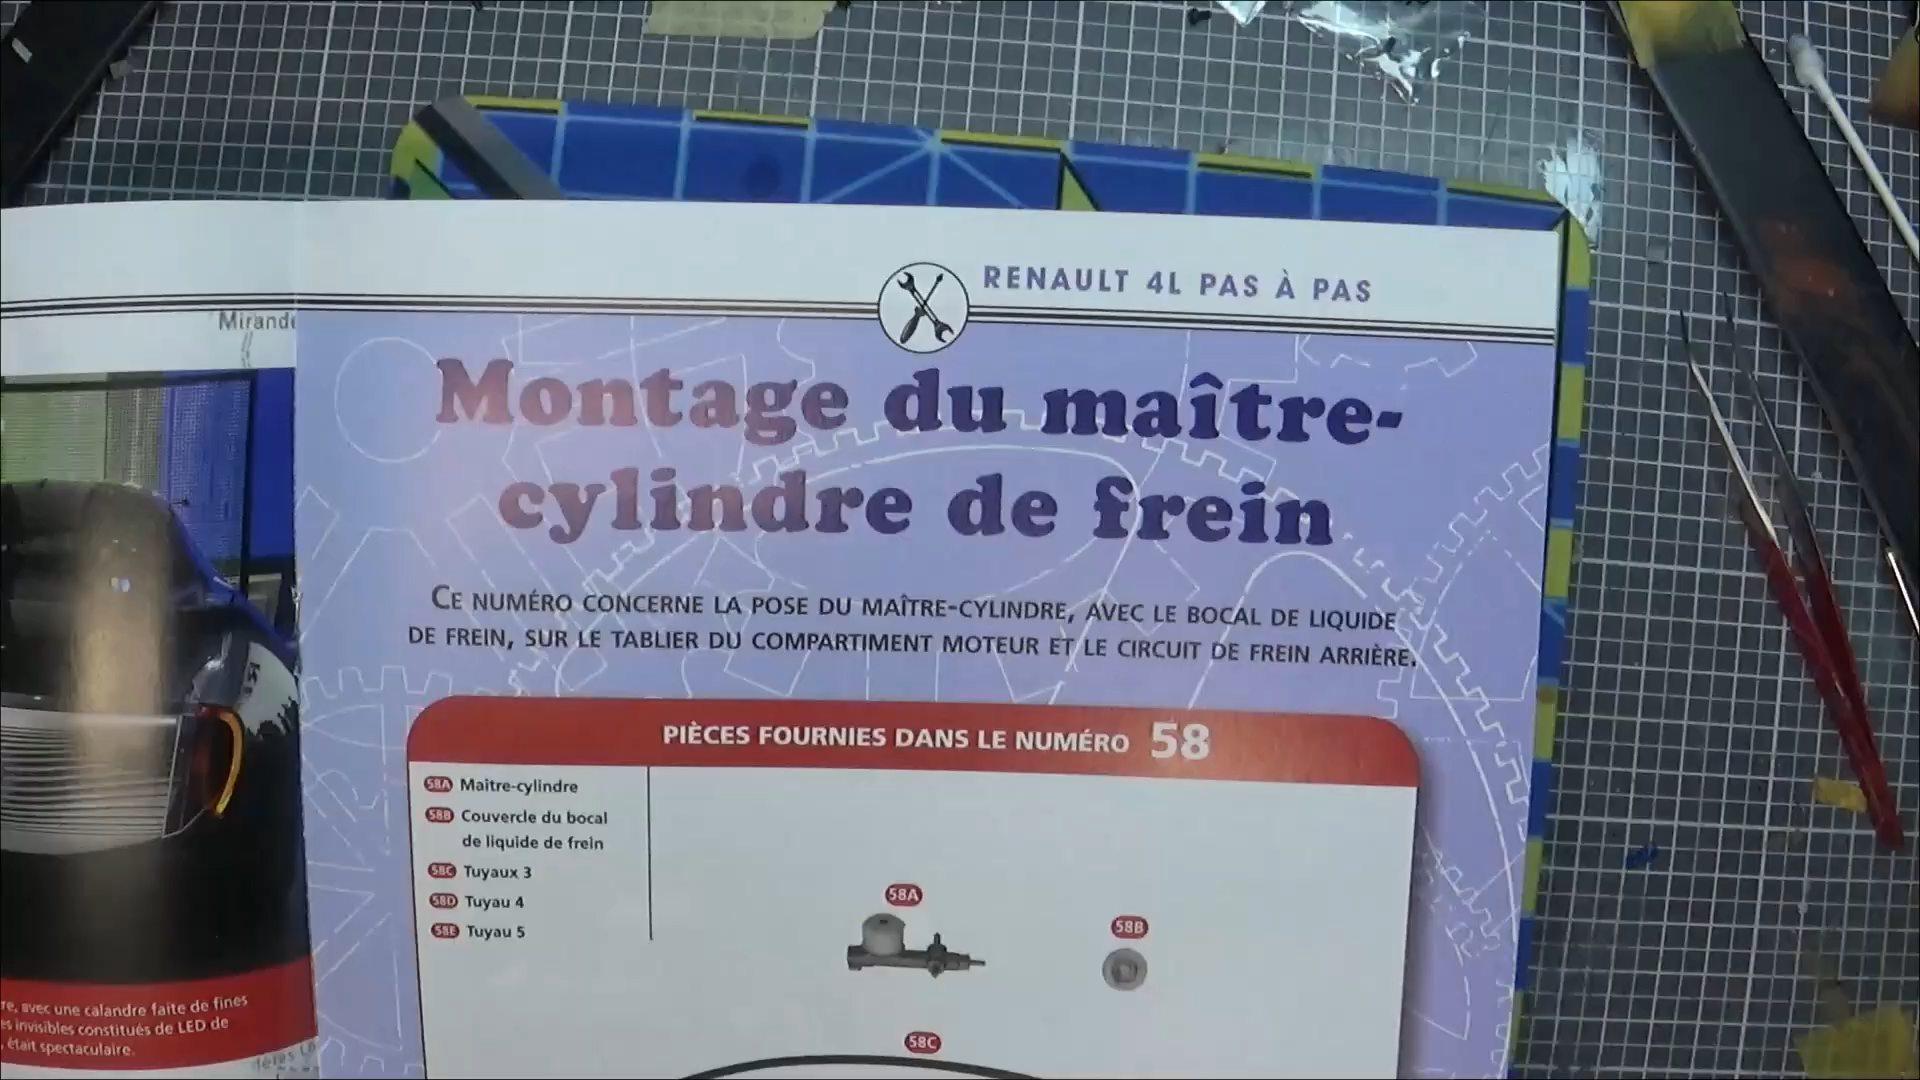 Mirande
RENAULT 4L PAS À PAS
Montage du maître-
cylindre de frein
CE NUMÉRO CONCERNE LA POSE DU MAÎTRE-CYLINDRE, AVEC LE BOCAL DE LIQUIDE
DE FREIN, SUR LE TABLIER DU COMPARTIMENT MOTEUR ET LE CIRCUIT DE FREIN ARRIÈRE.
PIÈCES FOURNIES DANS LE NUMÉRO 58
58A Maître-cylindre
58B Couvercle du bocal
de liquide de frein
58C Tuyaux 3
58D Tuyau 4
58E Tuyau 5
58A
58B
58C
re, avec une calandre faite de fines
es invisibles constitués de LED de
, était spectaculaire.